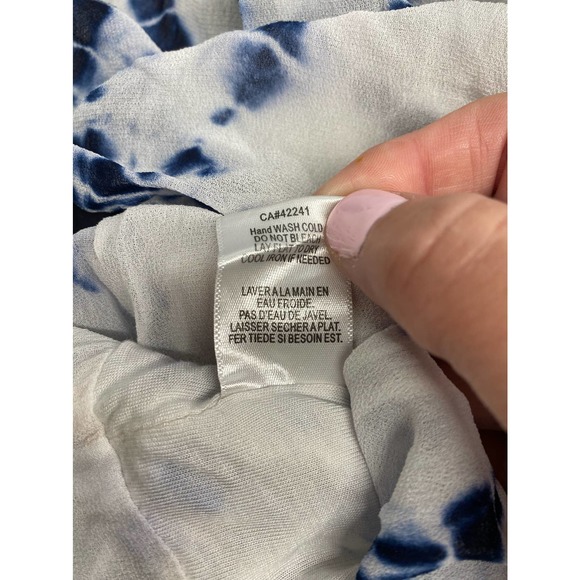 CA#42241
Hand WASH COLD
DO NOT BLEACH
LAY FLAT TO DRY
COOL IRON IF NEEDED
LAVER A LA MAIN EN
EAU FROIDE.
PAS D'EAU DE JAVEL.
LAISSER SECHER A PLAT.
FER TIEDE SI BESOIN EST.